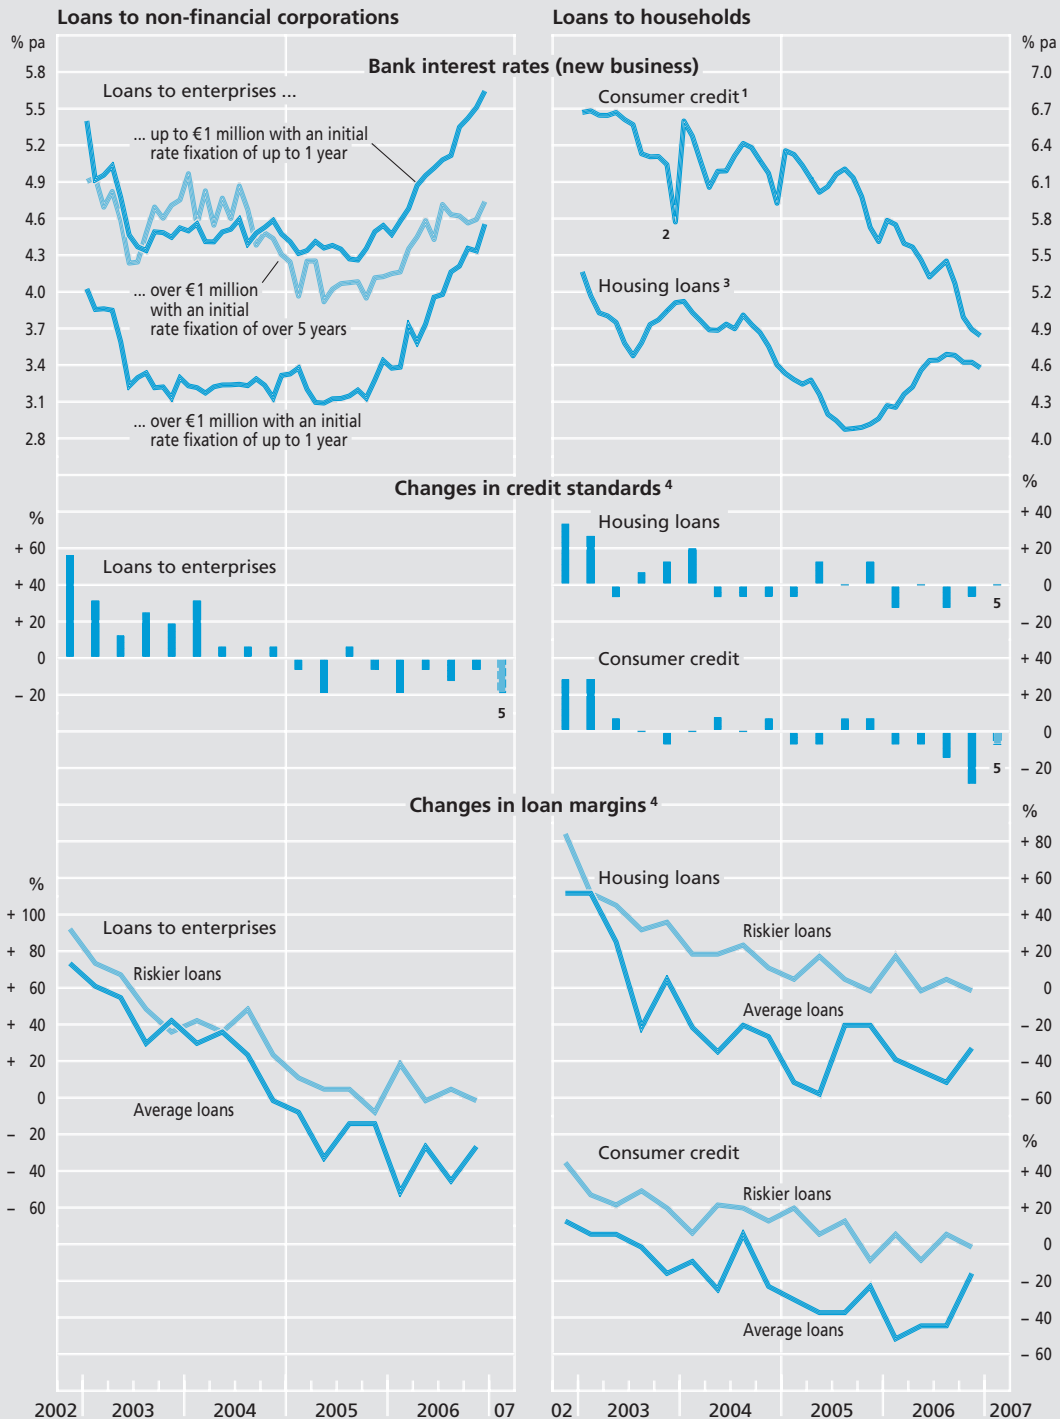 Loans to non-financial corporations
Loans to households
% pa
% pa
Bank interest rates (new business)
5.8
5.5
5.2
4.9
4.6
4.3
4.0
3.7
3.4
3.1
2.8
Loans to enterprises ...
... up to €1 million with an initial
rate fixation of up to 1 year
... over €1 million
with an initial
rate fixation of over 5 years
... over €1 million with an initial
rate fixation of up to 1 year
7.0
6.7
6.4
6.1
5.8
5.5
5.2
4.9
4.6
4.3
4.0
Consumer credit 1
2
Housing loans 3
Changes in credit standards 4
%
+ 60
+ 40
+ 20
0
– 20
Loans to enterprises
5
%
+ 40
+ 20
0
– 20
Housing loans
5
+ 40
+ 20
0
– 20
Consumer credit
5
Changes in loan margins 4
%
+ 100
+ 80
+ 60
+ 40
+ 20
0
– 20
– 40
– 60
Loans to enterprises
Riskier loans
Average loans
%
+ 80
+ 60
+ 40
+ 20
0
– 20
– 40
– 60
Housing loans
Riskier loans
Average loans
%
+ 40
+ 20
0
– 20
– 40
– 60
Consumer credit
Riskier loans
Average loans
2002 2003 2004 2005 2006 07
02 2003 2004 2005 2006 2007